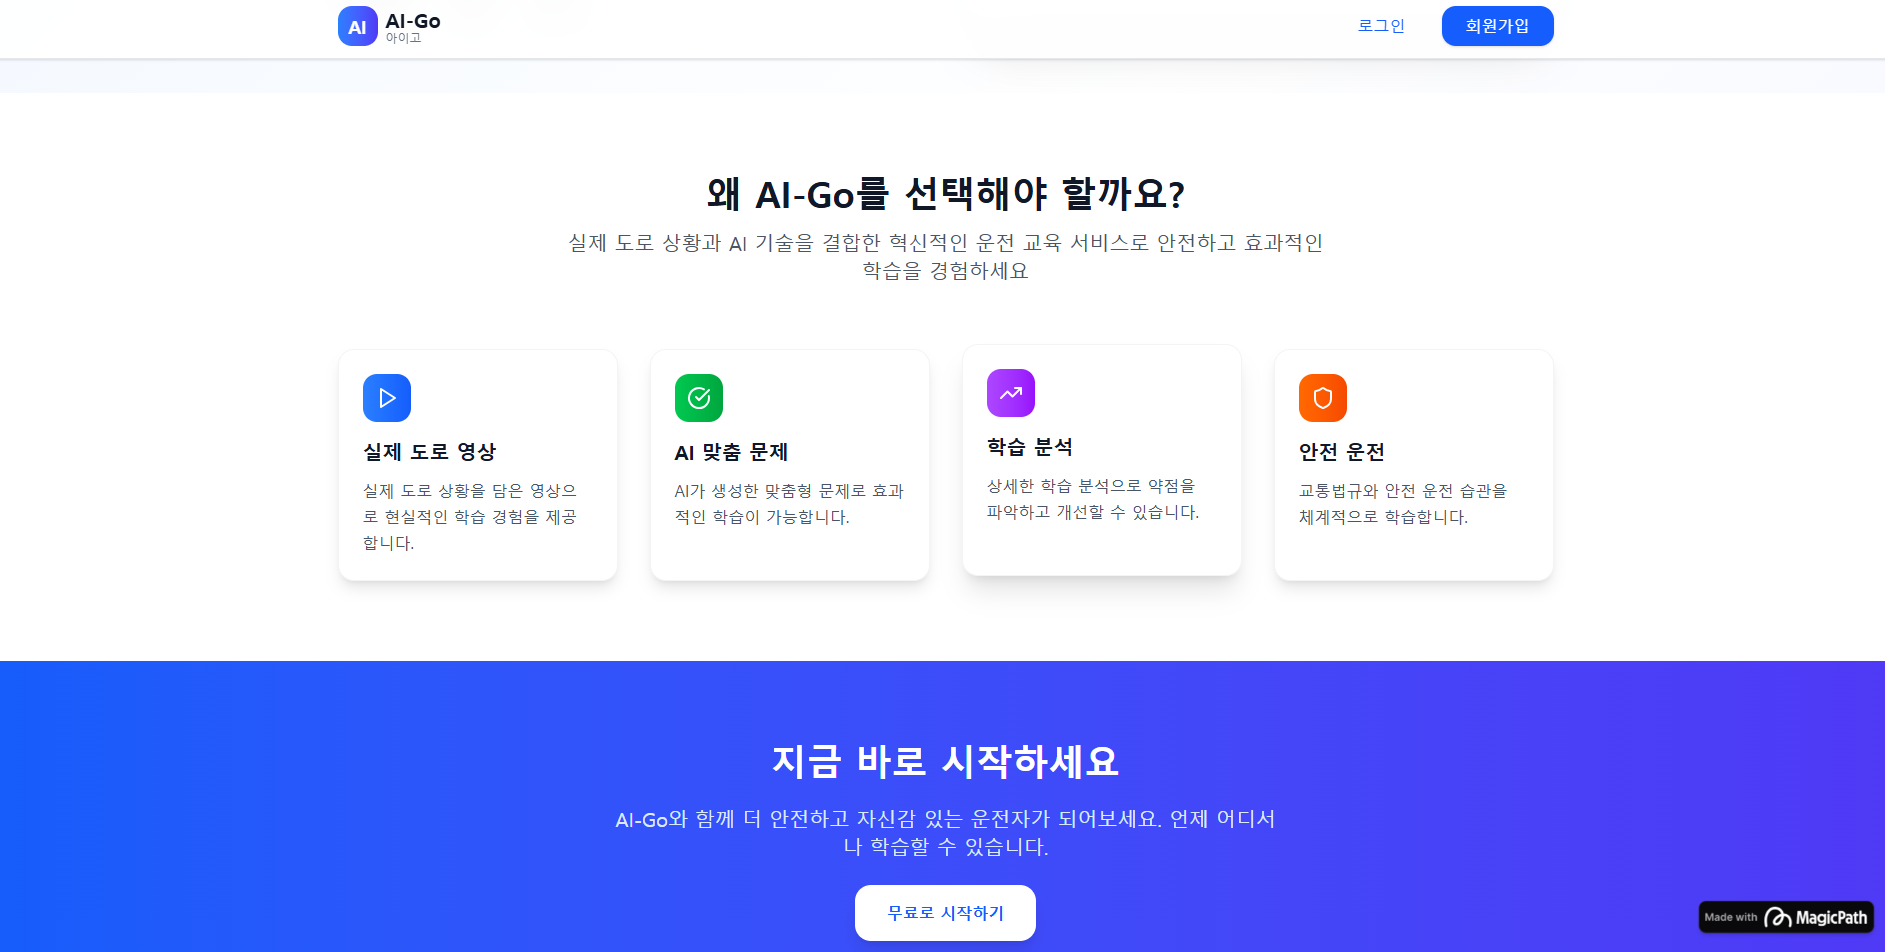 AI
AI-Go
아이고
로그인
회원가입
왜 AI-Go를 선택해야 할까요?
실제 도로 상황과 AI 기술을 결합한 혁신적인 운전 교육 서비스로 안전하고 효과적인
학습을 경험하세요
실제 도로 영상
실제 도로 상황을 담은 영상으
로 현실적인 학습 경험을 제공
합니다.
AI 맞춤 문제
AI가 생성한 맞춤형 문제로 효과
적인 학습이 가능합니다.
학습 분석
상세한 학습 분석으로 약점을
파악하고 개선할 수 있습니다.
안전 운전
교통법규와 안전 운전 습관을
체계적으로 학습합니다.
지금 바로 시작하세요
AI-Go와 함께 더 안전하고 자신감 있는 운전자가 되어보세요. 언제 어디서
나 학습할 수 있습니다.
무료로 시작하기
Made with MagicPath